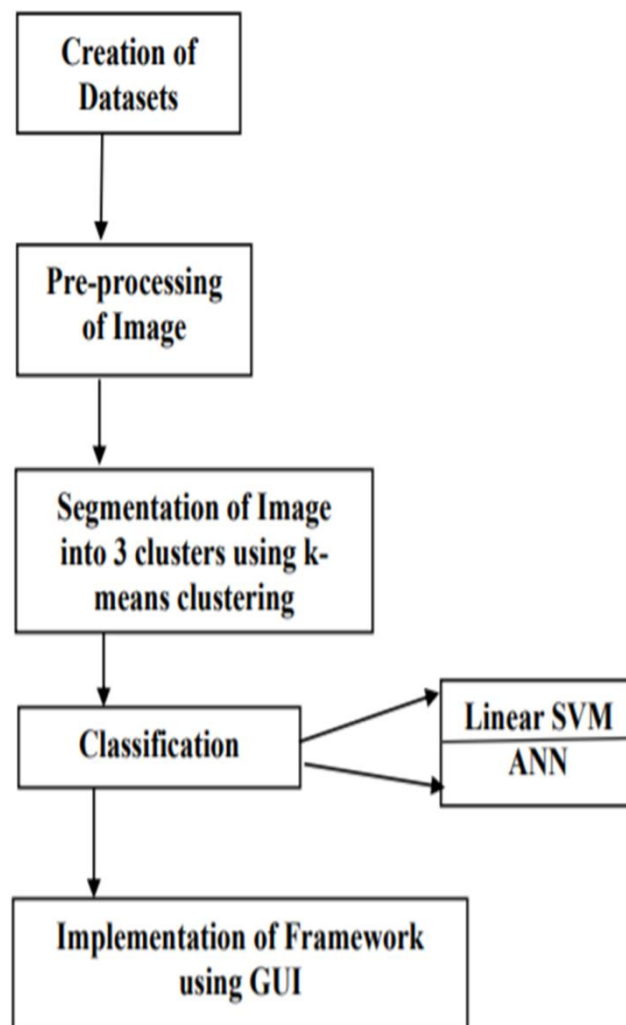 Creation of
Datasets
Pre-processing
of Image
Segmentation of Image
into 3 clusters using k-
means clustering
Classification
Linear SVM
ANN
Implementation of Framework
using GUI